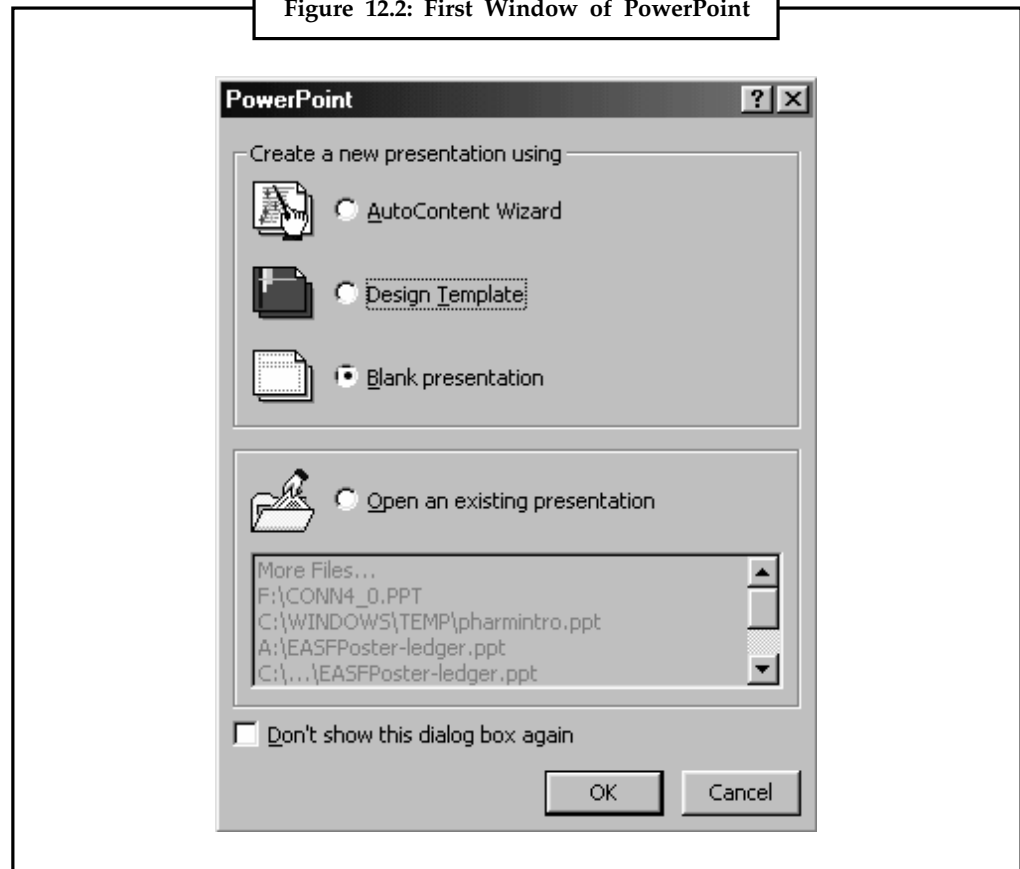 Figure 12.2: First Window of PowerPoint
PowerPoint
Create a new presentation using
AutoContent Wizard
Design Template
Blank presentation
Open an existing presentation
More Files...
F:\CONN4_0.PPT
C:\WINDOWS\TEMP\pharmintro.ppt
A:\EASFPoster-ledger.ppt
C:\...\EASFPoster-ledger.ppt
Don't show this dialog box again
OK Cancel